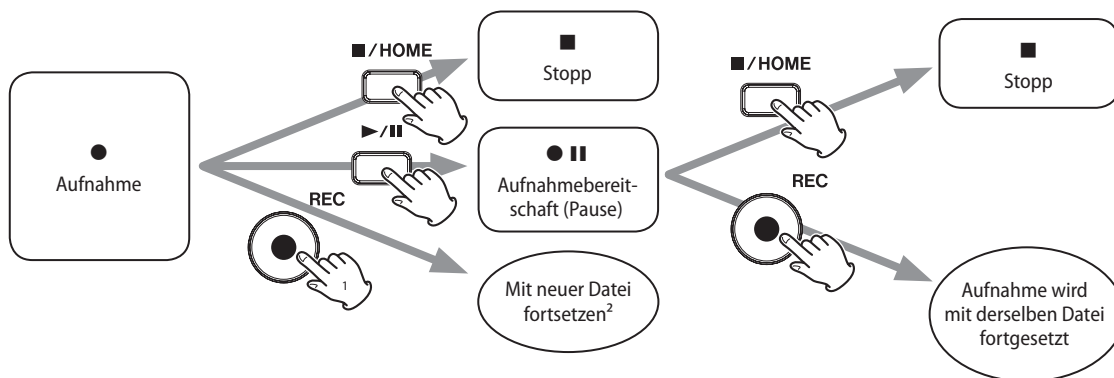 ●
Aufnahme
■/HOME
►/II
REC
1
■
Stopp
● II
Aufnahmebereit-
schaft (Pause)
Mit neuer Datei
fortsetzen²
■/HOME
REC
■
Stopp
Aufnahme wird
mit derselben Datei
fortgesetzt